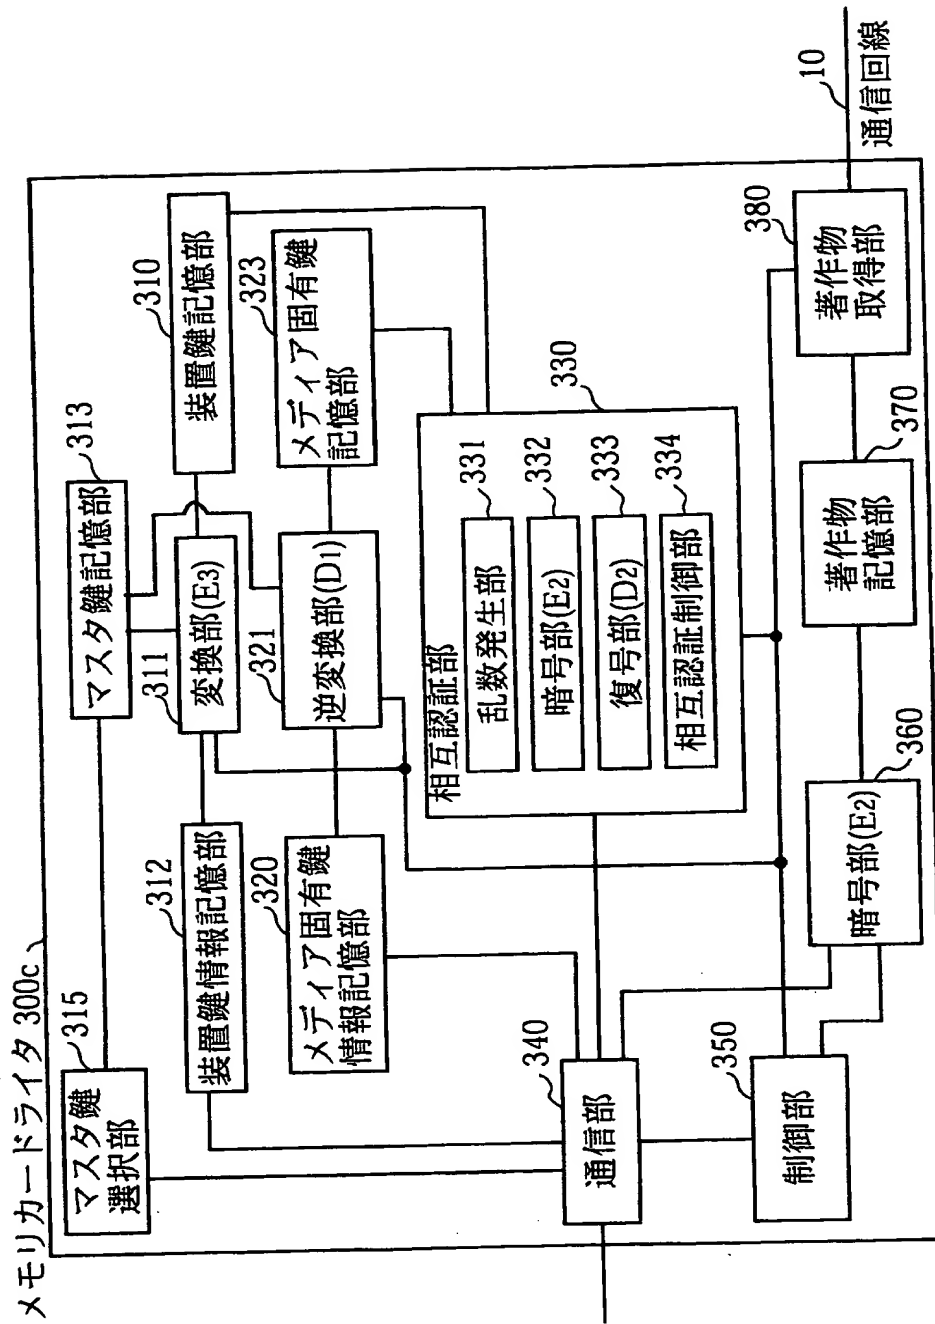 メモリカードライタ 300c
315
マスタ鍵
選択部
313
マスタ鍵記憶部
312
装置鍵情報記憶部
311
変換部(E3)
310
装置鍵記憶部
320
メディア固有鍵
情報記憶部
321
逆変換部(D1)
323
メディア固有鍵
記憶部
330
相互認証部
331
乱数発生部
332
暗号部(E2)
333
復号部(D2)
334
相互認証制御部
340
通信部
350
制御部
360
暗号部(E2)
370
著作物
記憶部
380
著作物
取得部
10
通信回線